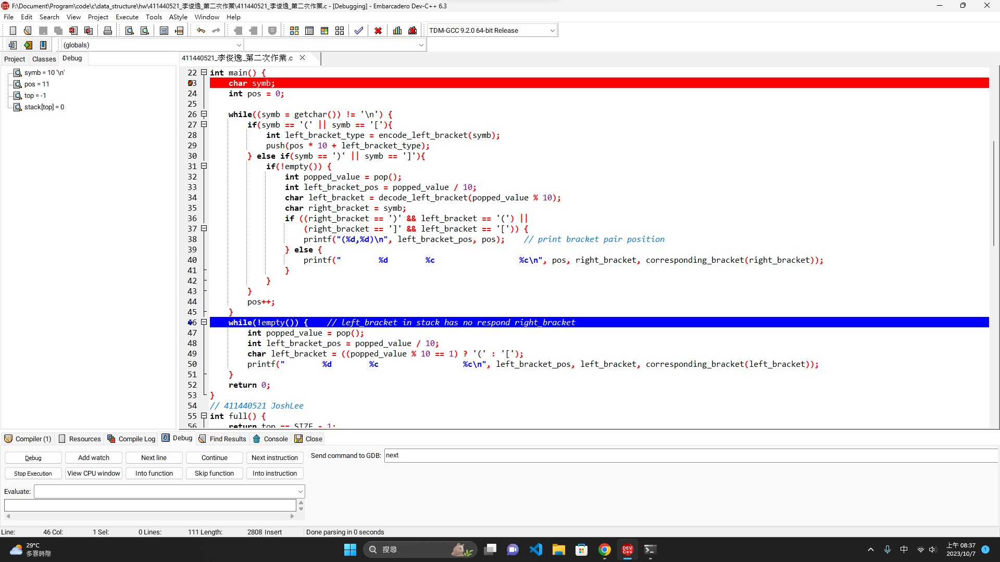 F:\Document\Program\code\c\data_structure\hw\411440521_李俊逸_第二次作業\411440521_李俊逸_第二次作業.c - [Debugging] - Embarcadero Dev-C++ 6.3
File Edit Search View Project Execute Tools AStyle Window Help
TDM-GCC 9.2.0 64-bit Release
(globals)
Project Classes Debug
411440521_李俊逸_第二次作業.c
symb = 10 '\n'
pos = 11
top = -1
stack[top] = 0
22 int main() {
23     char symb;
24     int pos = 0;
25
26     while((symb = getchar()) != '\n') {
27         if(symb == '(' || symb == '['){
28             int left_bracket_type = encode_left_bracket(symb);
29             push(pos * 10 + left_bracket_type);
30         } else if(symb == ')' || symb == ']'){
31             if(!empty()) {
32                 int popped_value = pop();
33                 int left_bracket_pos = popped_value / 10;
34                 char left_bracket = decode_left_bracket(popped_value % 10);
35                 char right_bracket = symb;
36                 if ((right_bracket == ')' && left_bracket == '(') ||
37                     (right_bracket == ']' && left_bracket == '[')) {
38                     printf("(%d,%d)\n", left_bracket_pos, pos);    // print bracket pair position
39                 } else {
40                     printf("        %d        %c                  %c\n", pos, right_bracket, corresponding_bracket(right_bracket));
41                 }
42             }
43         }
44         pos++;
45     }
46     while(!empty()) {    // left_bracket in stack has no respond right_bracket
47         int popped_value = pop();
48         int left_bracket_pos = popped_value / 10;
49         char left_bracket = ((popped_value % 10 == 1) ? '(' : '[');
50         printf("        %d        %c                  %c\n", left_bracket_pos, left_bracket, corresponding_bracket(left_bracket));
51     }
52     return 0;
53 }
54 // 411440521 JoshLee
55 int full() {
56     return top == SIZE - 1;
Compiler (1) Resources Compile Log Debug Find Results Console Close
Debug Add watch Next line Continue Next instruction
Send command to GDB: next
Stop Execution View CPU window Into function Skip function Into instruction
Evaluate:
Line: 46 Col: 1 Sel: 0 Lines: 111 Length: 2808 Insert Done parsing in 0 seconds
29°C
多雲時陰
搜尋
DEV C++
中
上午 08:37
2023/10/7
1